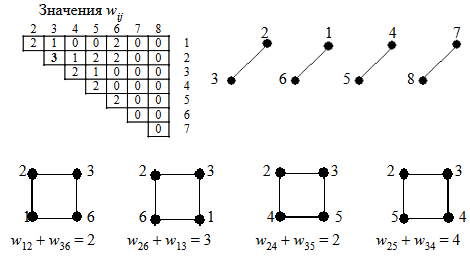 Значения w_ij
2 3 4 5 6 7 8
2 1 0 0 2 0 0 1
3 1 2 2 0 0 2
2 1 0 0 0 3
2 0 0 0 4
2 0 0 5
0 0 6
0 7
2 1 4 7
3 6 5 8
2 3 2 3 2 3 2 3
1 6 6 1 4 5 5 4
w₁₂ + w₃₆ = 2 w₂₆ + w₁₃ = 3 w₂₄ + w₃₅ = 2 w₂₅ + w₃₄ = 4